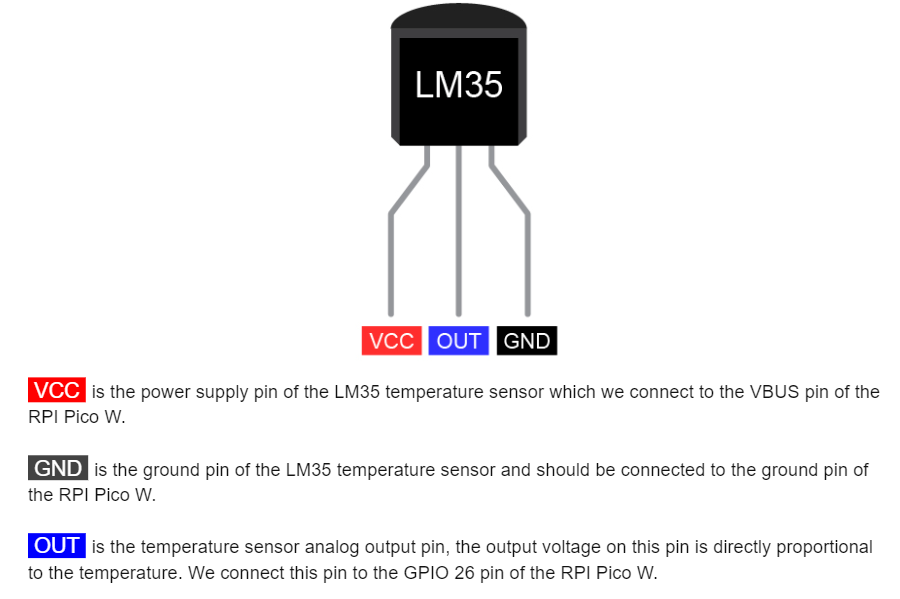 LM35
VCC OUT GND
VCC is the power supply pin of the LM35 temperature sensor which we connect to the VBUS pin of the
RPI Pico W.
GND is the ground pin of the LM35 temperature sensor and should be connected to the ground pin of
the RPI Pico W.
OUT is the temperature sensor analog output pin, the output voltage on this pin is directly proportional
to the temperature. We connect this pin to the GPIO 26 pin of the RPI Pico W.